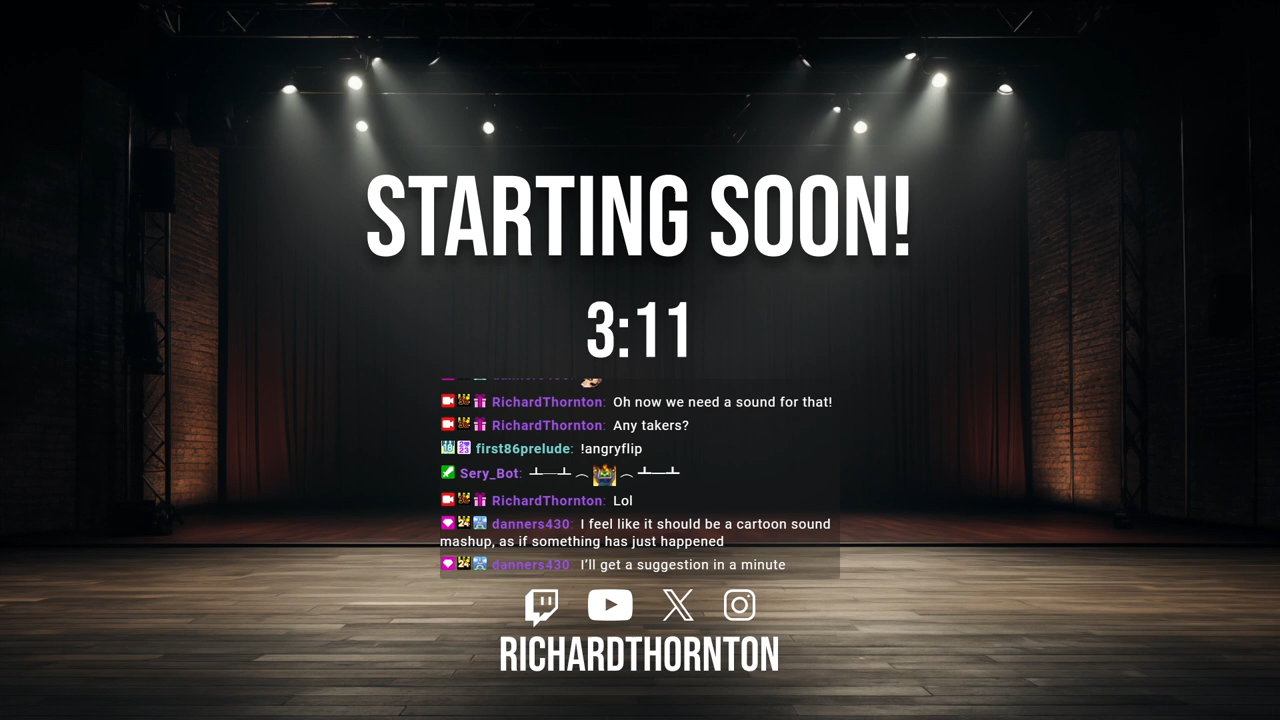 STARTING SOON!
3:11
RichardThornton: Oh now we need a sound for that!
RichardThornton: Any takers?
first86prelude: !angryflip
Sery_Bot: ┻━┻ ︵ ︵ ┻━┻
RichardThornton: Lol
danners430: I feel like it should be a cartoon sound
mashup, as if something has just happened
danners430: I’ll get a suggestion in a minute
RICHARDTHORNTON